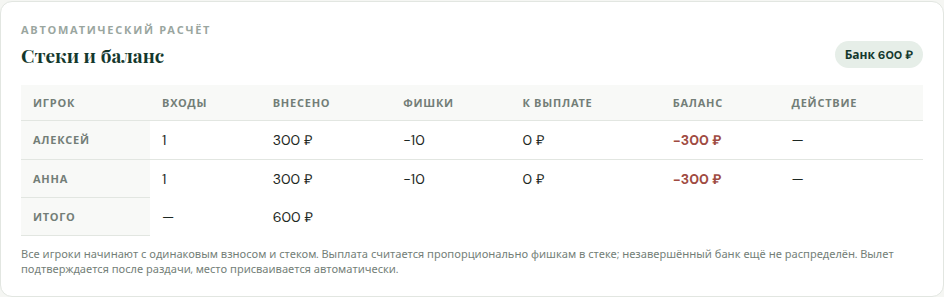 АВТОМАТИЧЕСКИЙ РАСЧЁТ
Стеки и баланс
Банк 600 ₽
ИГРОК ВХОДЫ ВНЕСЕНО ФИШКИ К ВЫПЛАТЕ БАЛАНС ДЕЙСТВИЕ
АЛЕКСЕЙ 1 300 ₽ −10 0 ₽ −300 ₽ —
АННА 1 300 ₽ −10 0 ₽ −300 ₽ —
ИТОГО — 600 ₽
Все игроки начинают с одинаковым взносом и стеком. Выплата считается пропорционально фишкам в стеке; незавершённый банк ещё не распределён. Вылет
подтверждается после раздачи, место присваивается автоматически.